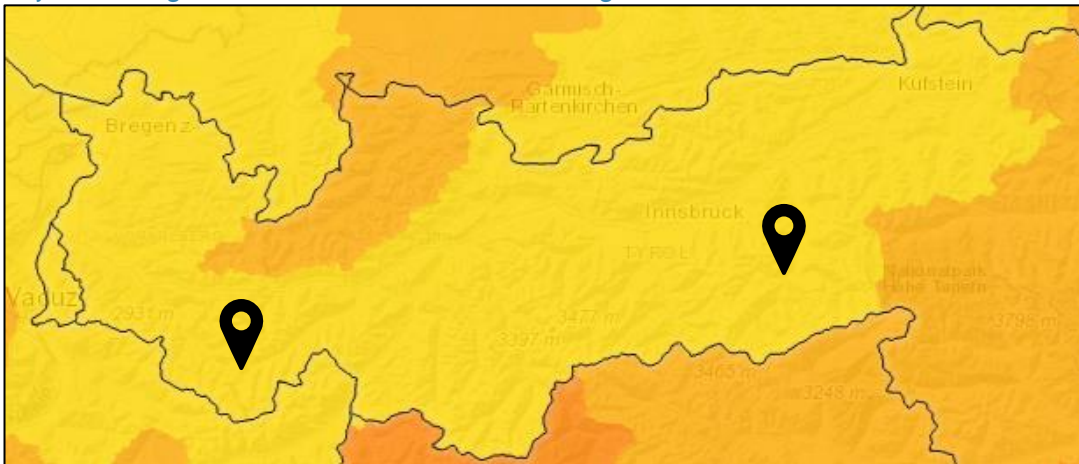 Garmisch-
Partenkirchen
Kufstein
Bregenz
Innsbruck
TYROL
Vaduz
2931 m
3477 m
3397 m
Nationalpark
Hohe Tauern
3798 m
3465 m
3248 m